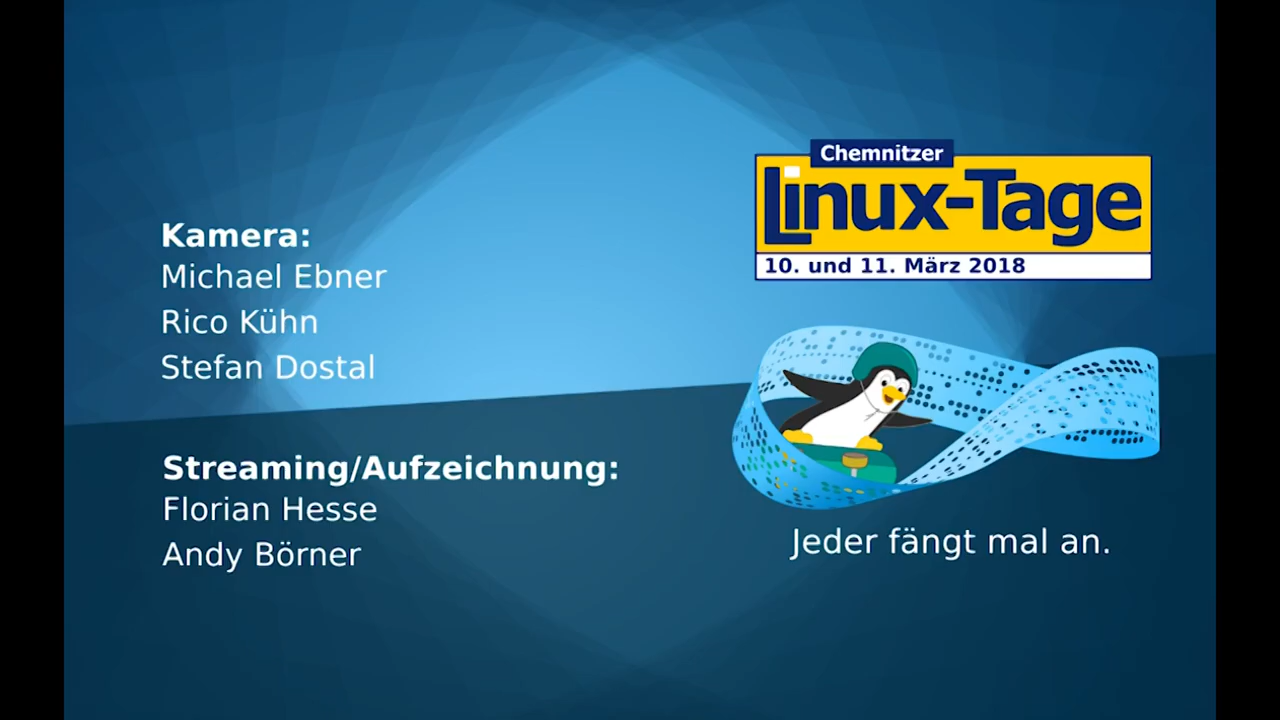 Kamera:
Michael Ebner
Rico Kühn
Stefan Dostal
Streaming/Aufzeichnung:
Florian Hesse
Andy Börner
Chemnitzer
Linux-Tage
10. und 11. März 2018
Jeder fängt mal an.